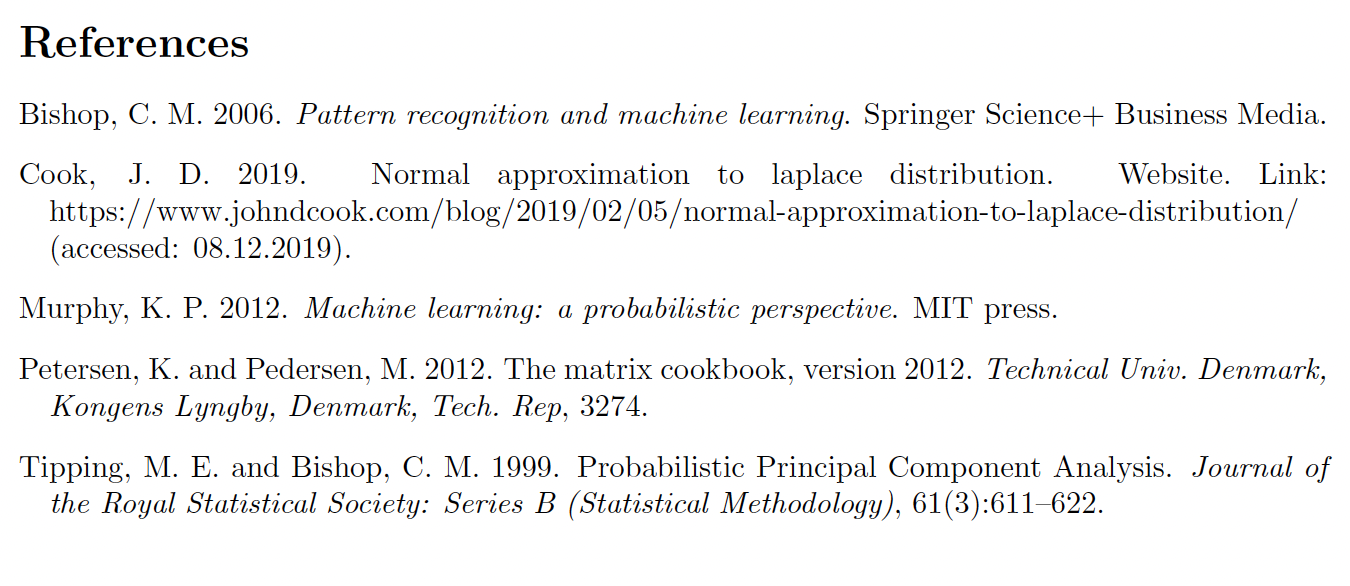 References
Bishop, C. M. 2006. Pattern recognition and machine learning. Springer Science+ Business Media.
Cook, J. D. 2019. Normal approximation to laplace distribution. Website. Link:
https://www.johndcook.com/blog/2019/02/05/normal-approximation-to-laplace-distribution/
(accessed: 08.12.2019).
Murphy, K. P. 2012. Machine learning: a probabilistic perspective. MIT press.
Petersen, K. and Pedersen, M. 2012. The matrix cookbook, version 2012. Technical Univ. Denmark,
Kongens Lyngby, Denmark, Tech. Rep, 3274.
Tipping, M. E. and Bishop, C. M. 1999. Probabilistic Principal Component Analysis. Journal of
the Royal Statistical Society: Series B (Statistical Methodology), 61(3):611–622.